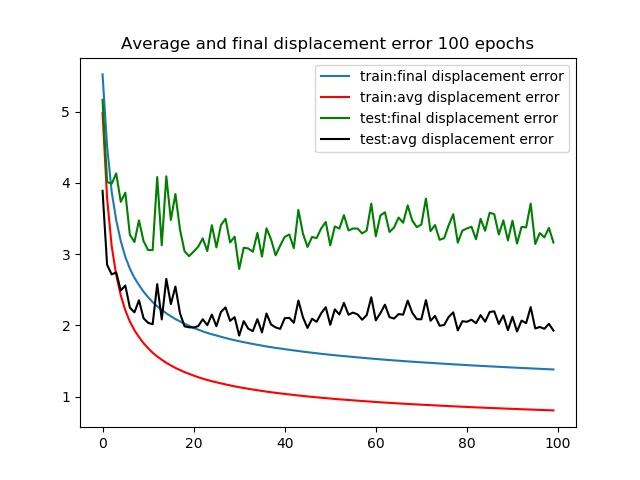 Average and final displacement error 100 epochs
train:final displacement error
train:avg displacement error
test:final displacement error
test:avg displacement error
5
4
3
2
1
0 20 40 60 80 100